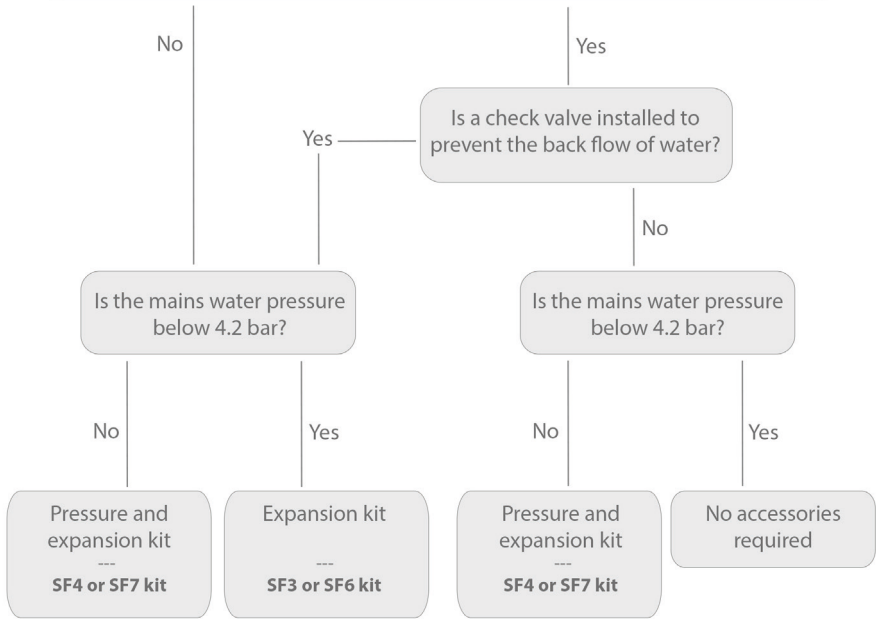 No
Yes
Is a check valve installed to
prevent the back flow of water?
Yes
No
Is the mains water pressure
below 4.2 bar?
Is the mains water pressure
below 4.2 bar?
No
Yes
No
Yes
Pressure and
expansion kit
---
SF4 or SF7 kit
Expansion kit
---
SF3 or SF6 kit
Pressure and
expansion kit
---
SF4 or SF7 kit
No accessories
required